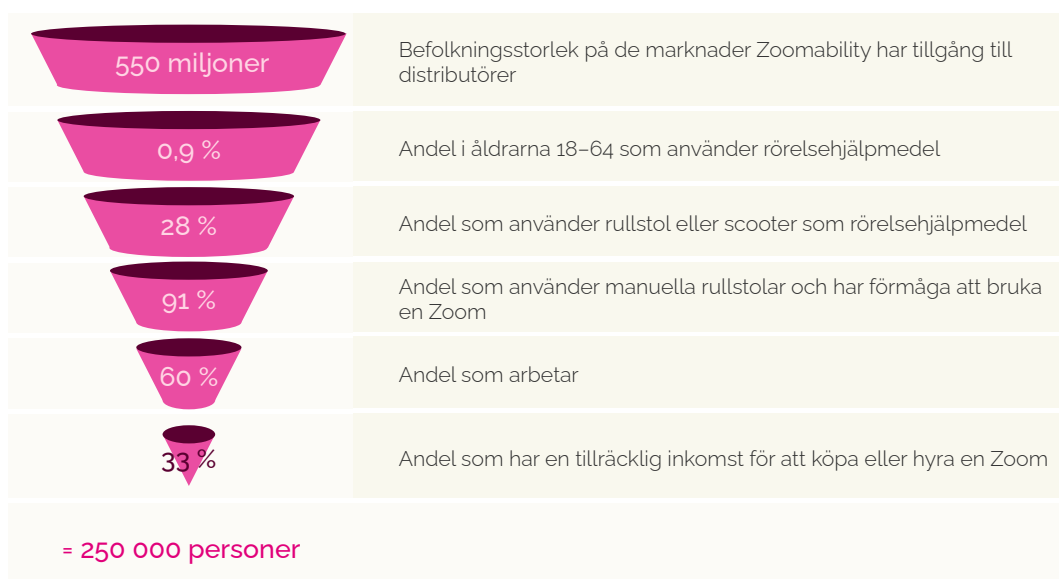 550 miljoner
Befolkningsstorlek på de marknader Zoomability har tillgång till
distributörer
0,9 %
Andel i åldrarna 18–64 som använder rörelsehjälpmedel
28 %
Andel som använder rullstol eller scooter som rörelsehjälpmedel
91 %
Andel som använder manuella rullstolar och har förmåga att bruka
en Zoom
60 %
Andel som arbetar
33 %
Andel som har en tillräcklig inkomst för att köpa eller hyra en Zoom
= 250 000 personer